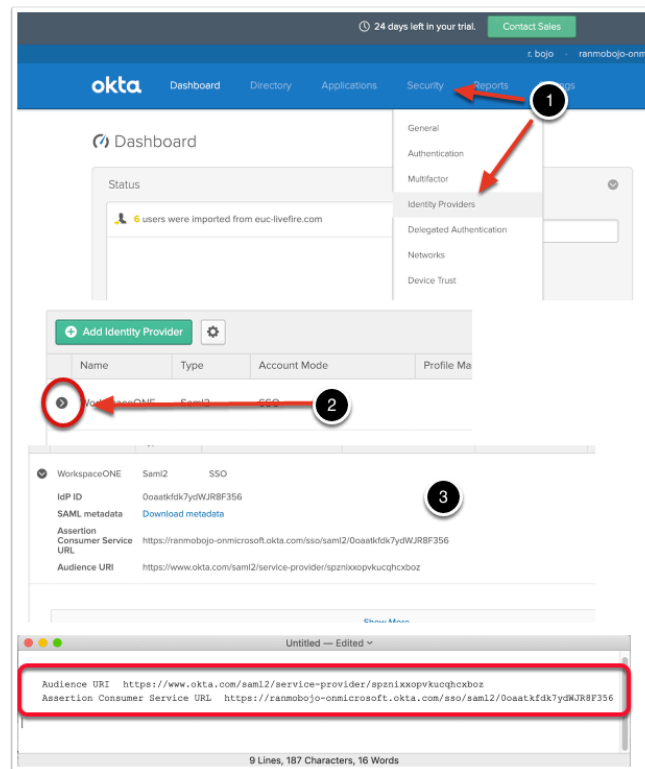 24 days left in your trial. Contact Sales
r. bojo · ranmobojo-onm
okta Dashboard Directory Applications Security Reports
1
Dashboard
General
Authentication
Status
Multifactor
Identity Providers
6 users were imported from euc-livefire.com
Delegated Authentication
Networks
Device Trust
Add Identity Provider
Name Type Account Mode Profile Ma
WorkspaceONE Saml2 SSO
2
WorkspaceONE Saml2 SSO
IdP ID 0oaatkfdk7ydWJR8F356
3
SAML metadata Download metadata
Assertion
Consumer Service https://ranmobojo-onmicrosoft.okta.com/sso/saml2/0oaatkfdk7ydWJR8F356
URL
Audience URI https://www.okta.com/saml2/service-provider/spznixxopvkucqhcxboz
Show More
Untitled — Edited
Audience URI https://www.okta.com/saml2/service-provider/spznixxopvkucqhcxboz
Assertion Consumer Service URL https://ranmobojo-onmicrosoft.okta.com/sso/saml2/0oaatkfdk7ydWJR8F356
9 Lines, 187 Characters, 16 Words